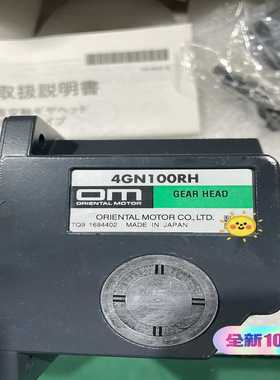 取扱説明書
4GN100RH
OM
ORIENTAL MOTOR
GEAR HEAD
ORIENTAL MOTOR CO., LTD.
TG9 1684402 MADE IN JAPAN
全新10